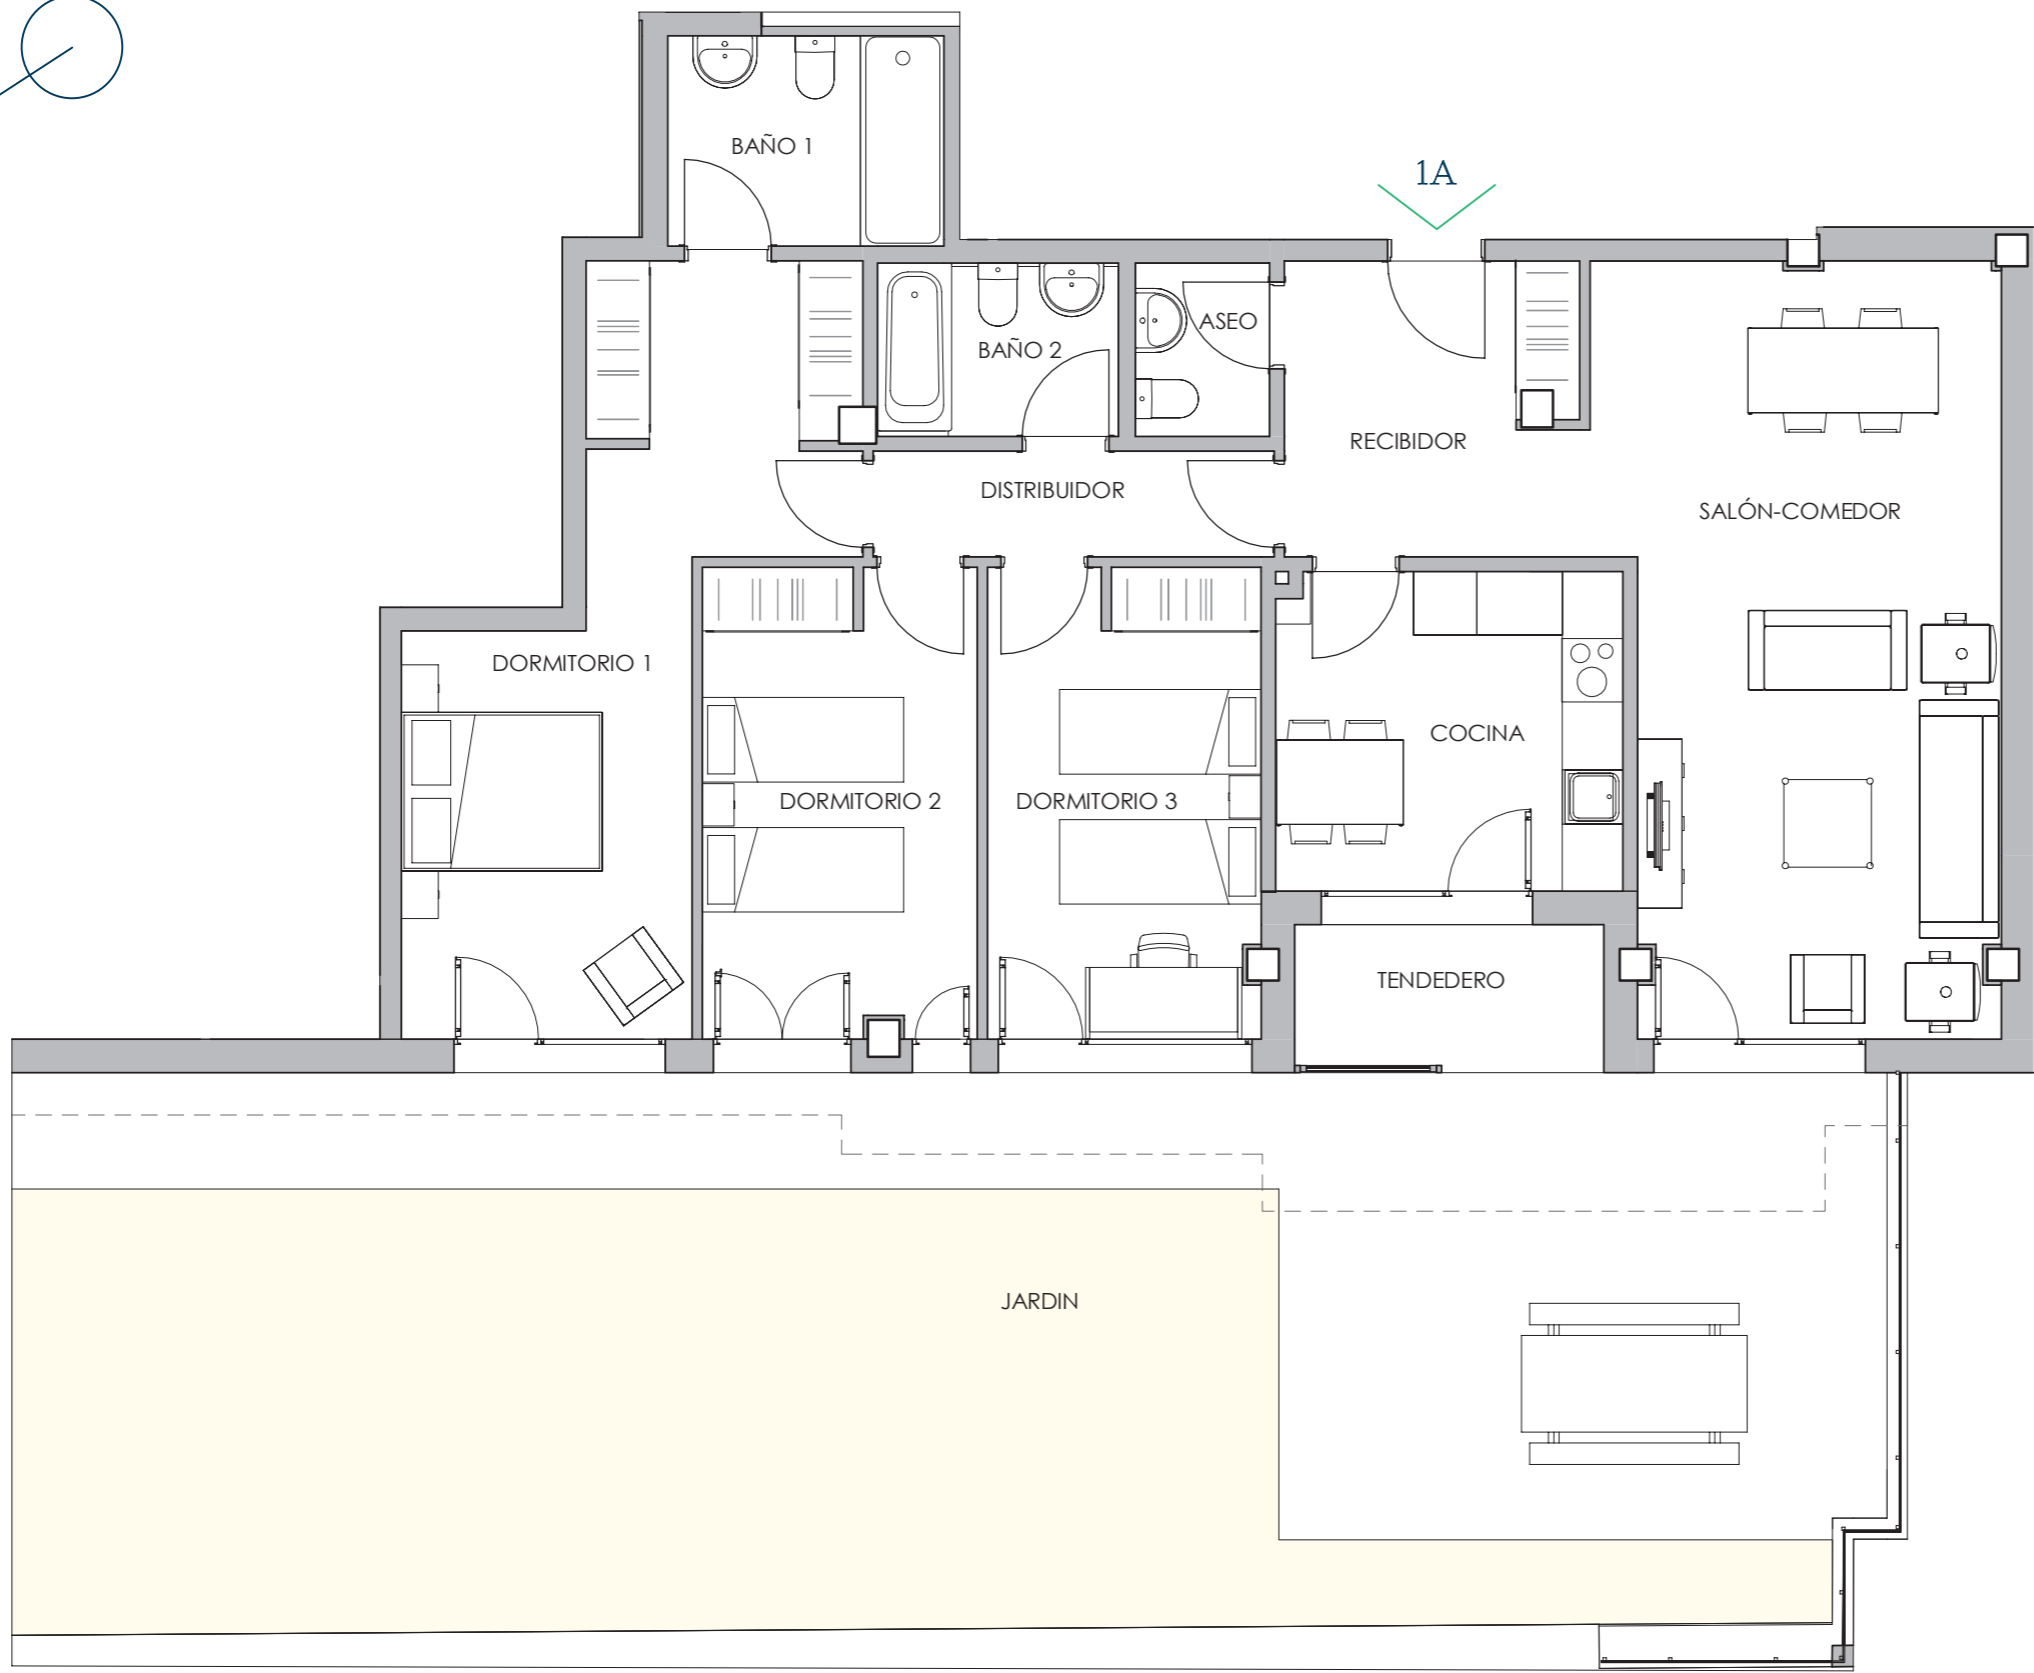 BAÑO 1
1A
ASEO
BAÑO 2
RECIBIDOR
DISTRIBUIDOR
SALÓN-COMEDOR
DORMITORIO 1
COCINA
DORMITORIO 2
DORMITORIO 3
TENDEDERO
JARDIN